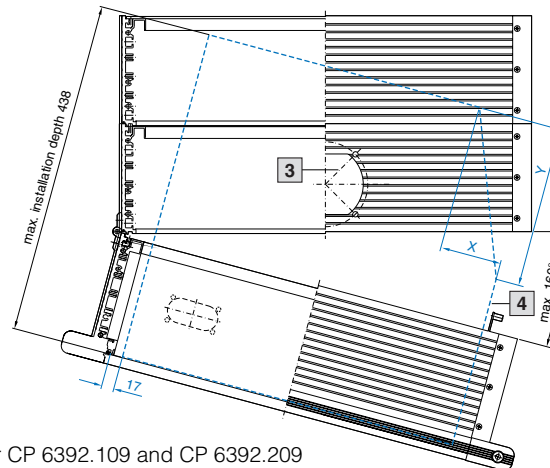 max. installation depth 438
3
Y
X
4
17
CP 6392.109 and CP 6392.209